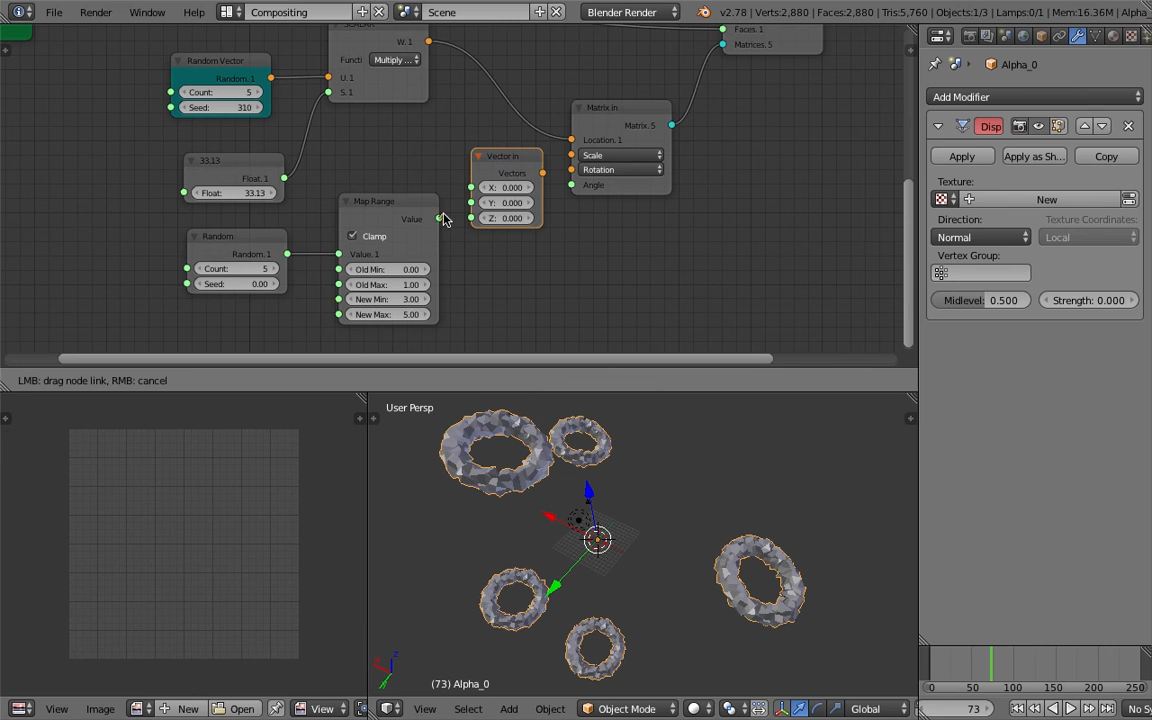 File Render Window Help Compositing Scene Blender Render v2.78 | Verts:2,880 | Faces:2,880 | Tris:5,760 | Objects:1/3 | Lamps:0/1 | Mem:16.36M | Alpha_
W. 1
Functi Multiply ...
U. 1
S. 1
Random Vector
Random. 1
Count: 5
Seed: 310
33.13
Float. 1
Float: 33.13
Random
Random. 1
Count: 5
Seed: 0.00
Map Range
Value
Clamp
Value. 1
Old Min: 0.00
Old Max: 1.00
New Min: 3.00
New Max: 5.00
Vector in
Vectors
X: 0.000
Y: 0.000
Z: 0.000
Matrix in
Matrix. 5
Location. 1
Scale
Rotation
Angle
Faces. 1
Matrices. 5
Alpha_0
Add Modifier
Disp
Apply Apply as Sh... Copy
Texture:
New
Direction: Texture Coordinates:
Normal Local
Vertex Group:
Midlevel: 0.500 Strength: 0.000
LMB: drag node link, RMB: cancel
User Persp
(73) Alpha_0
0 50 100 150 200 250
View Image New Open View
View Select Add Object Object Mode Global
73 No Sy